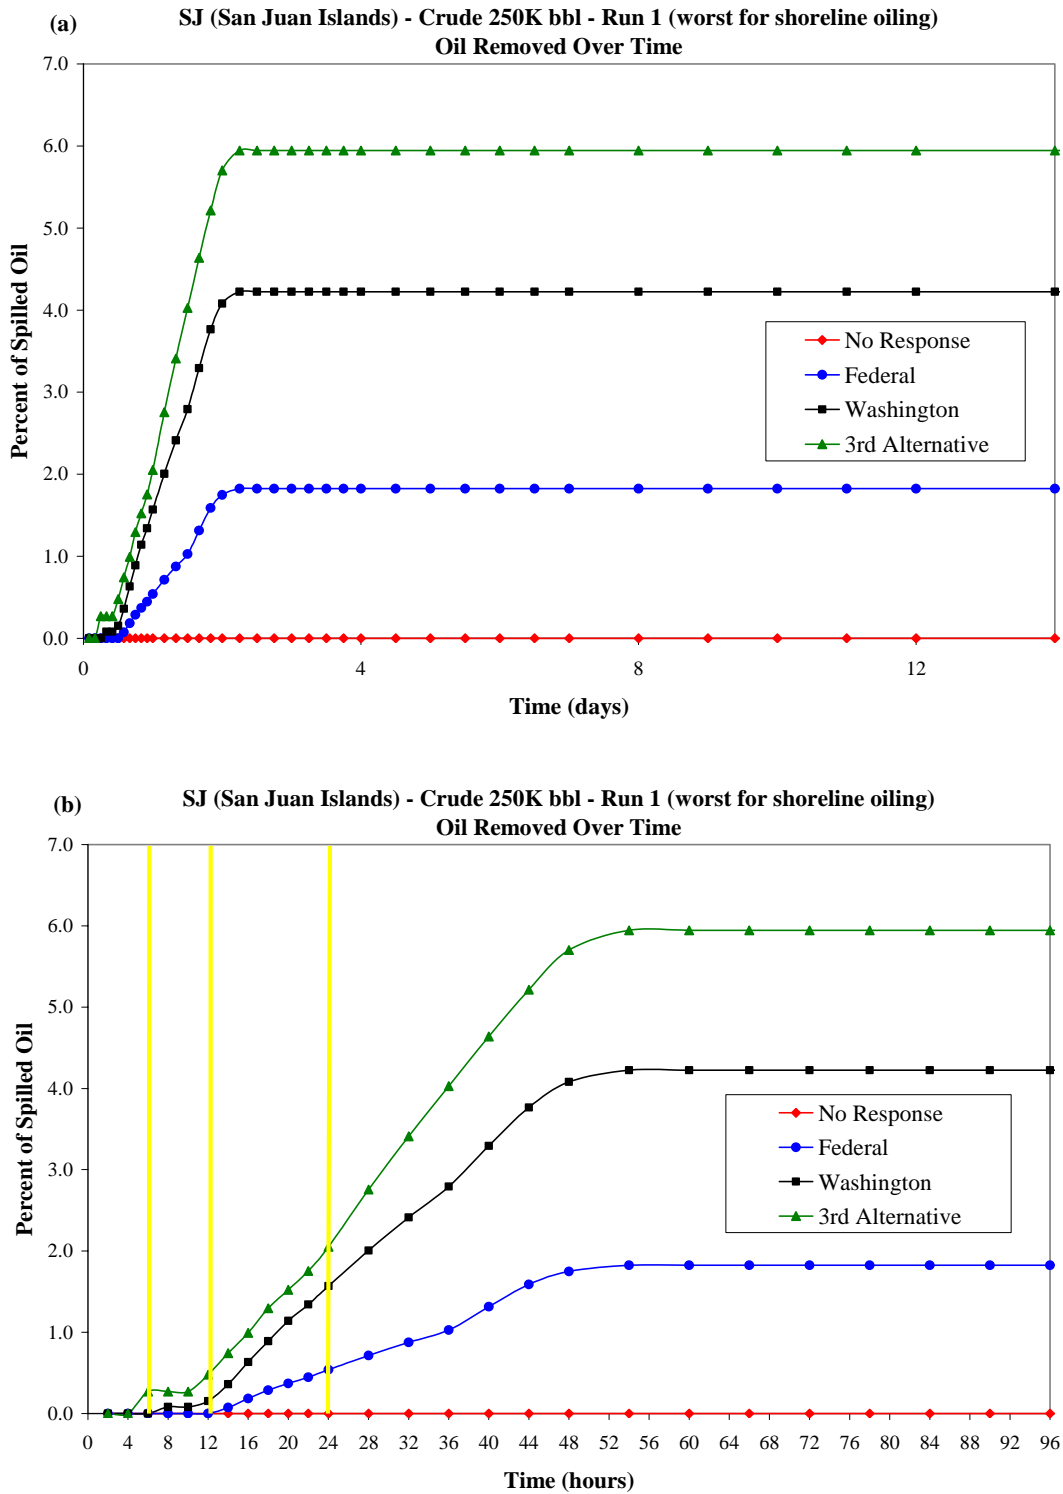 (a)
SJ (San Juan Islands) - Crude 250K bbl - Run 1 (worst for shoreline oiling)
Oil Removed Over Time
7.0
6.0
5.0
4.0
3.0
2.0
1.0
0.0
Percent of Spilled Oil
No Response
Federal
Washington
3rd Alternative
0 4 8 12
Time (days)
(b)
SJ (San Juan Islands) - Crude 250K bbl - Run 1 (worst for shoreline oiling)
Oil Removed Over Time
7.0
6.0
5.0
4.0
3.0
2.0
1.0
0.0
Percent of Spilled Oil
No Response
Federal
Washington
3rd Alternative
0 4 8 12 16 20 24 28 32 36 40 44 48 52 56 60 64 68 72 76 80 84 88 92 96
Time (hours)